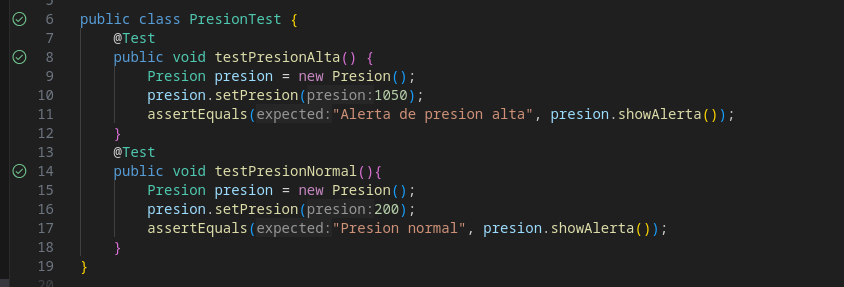 6 public class PresionTest {
7 @Test
8 public void testPresionAlta() {
9 Presion presion = new Presion();
10 presion.setPresion(presion:1050);
11 assertEquals(expected:"Alerta de presion alta", presion.showAlerta());
12 }
13 @Test
14 public void testPresionNormal(){
15 Presion presion = new Presion();
16 presion.setPresion(presion:200);
17 assertEquals(expected:"Presion normal", presion.showAlerta());
18 }
19 }
20